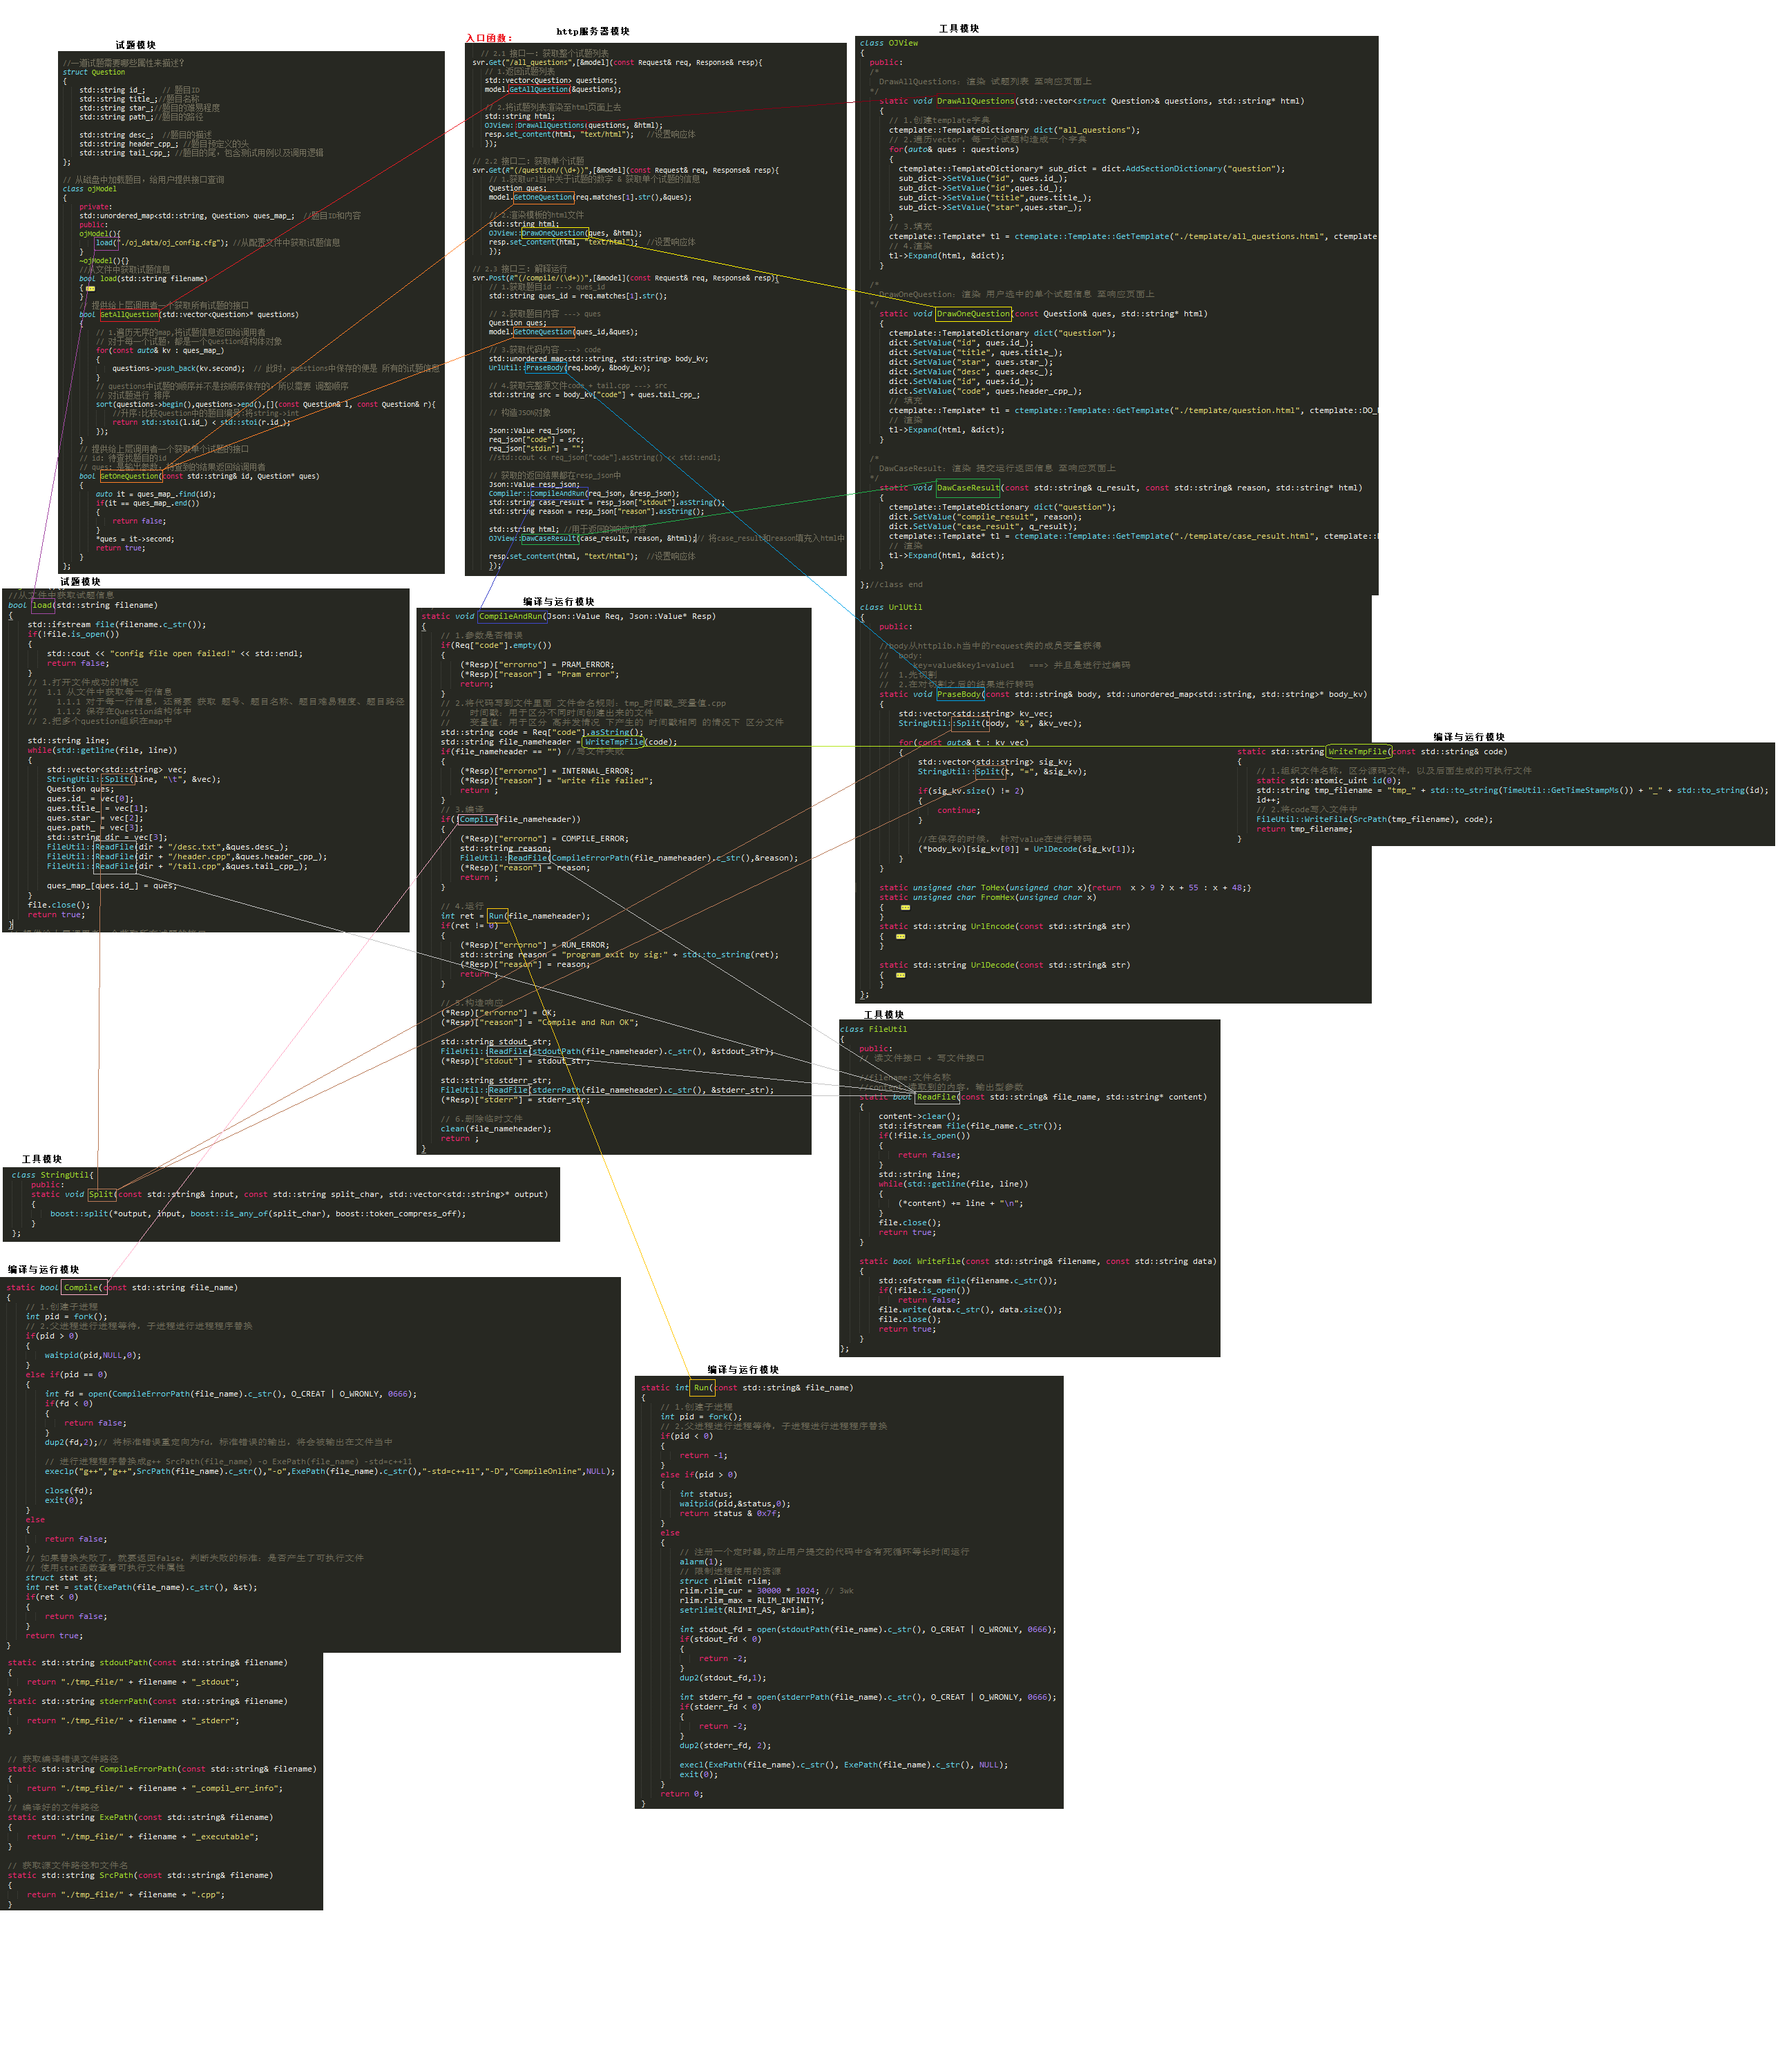 试题模块
//一道试题需要哪些属性来描述?
struct Question
{
std::string id_;    // 题目ID
std::string title_;//题目名称
std::string star_;//题目的难易程度
std::string path_;//题目的路径
std::string desc_;  //题目的描述
std::string header_cpp_; //题目预定义的头
std::string tail_cpp_; //题目的尾，包含测试用例以及调用逻辑
};
// 从磁盘中加载题目，给用户提供接口查询
class ojModel
{
private:
std::unordered_map<std::string, Question> ques_map_;  //题目ID和内容
public:
ojModel(){
load("./oj_data/oj_config.cfg"); //从配置文件中获取试题信息
}
~ojModel(){}
//从文件中获取试题信息
bool load(std::string filename)
{
}
// 提供给上层调用者一个获取所有试题的接口
bool GetAllQuestion(std::vector<Question>* questions)
{
// 1.遍历无序的map,将试题信息返回给调用者
// 对于每一个试题，都是一个Question结构体对象
for(const auto& kv : ques_map_)
{
questions->push_back(kv.second);  // 此时，questions中保存的便是 所有的试题信息
}
// questions中试题的顺序并不是按顺序保存的，所以需要 调整顺序
// 对试题进行 排序
sort(questions->begin(),questions->end(),[](const Question& l, const Question& r){
//升序:比较Question中的题目编号:将string->int
return std::stoi(l.id_) < std::stoi(r.id_);
});
}
// 提供给上层调用者一个获取单个试题的接口
// id: 待查找题目的id
// ques: 是输出参数，将查到的结果返回给调用者
bool GetOneQuestion(const std::string& id, Question* ques)
{
auto it = ques_map_.find(id);
if(it == ques_map_.end())
{
return false;
}
*ques = it->second;
return true;
}
};
http服务器模块
入口函数：
// 2.1 接口一：获取整个试题列表
svr.Get("/all_questions",[&model](const Request& req, Response& resp){
// 1.返回试题列表
std::vector<Question> questions;
model.GetAllQuestion(&questions);
// 2.将试题列表渲染至html页面上去
std::string html;
OJView::DrawAllQuestions(questions, &html);
resp.set_content(html, "text/html");  //设置响应体
});
// 2.2 接口二：获取单个试题
svr.Get(R"(/question/(\d+))",[&model](const Request& req, Response& resp){
// 1.获取url当中关于试题的数字 & 获取单个试题的信息
Question ques;
model.GetOneQuestion(req.matches[1].str(),&ques);
// 2.渲染模板的html文件
std::string html;
OJView::DrawOneQuestion(ques, &html);
resp.set_content(html, "text/html");  //设置响应体
});
// 2.3 接口三：解释运行
svr.Post(R"(/compile/(\d+))",[&model](const Request& req, Response& resp){
// 1.获取题目id ---> ques_id
std::string ques_id = req.matches[1].str();
// 2.获取题目内容 ---> ques
Question ques;
model.GetOneQuestion(ques_id,&ques);
// 3.获取代码内容 ---> code
std::unordered_map<std::string, std::string> body_kv;
UrlUtil::PraseBody(req.body, &body_kv);
// 4.获取完整源文件code + tail.cpp ---> src
std::string src = body_kv["code"] + ques.tail_cpp_;
// 构造JSON对象
Json::Value req_json;
req_json["code"] = src;
req_json["stdin"] = "";
//std::cout << req_json["code"].asString() << std::endl;
// 获取的返回结果都在resp_json中
Json::Value resp_json;
Compiler::CompileAndRun(req_json, &resp_json);
std::string case_result = resp_json["stdout"].asString();
std::string reason = resp_json["reason"].asString();
std::string html; //用于返回的响应内容
OJView::DawCaseResult(case_result, reason, &html);// 将case_result和reason填充入html中
resp.set_content(html, "text/html");  //设置响应体
});
工具模块
class OJView
{
public:
/*
DrawAllQuestions: 渲染 试题列表 至响应页面上
*/
static void DrawAllQuestions(std::vector<struct Question>& questions, std::string* html)
{
// 1.创建template字典
ctemplate::TemplateDictionary dict("all_questions");
// 2.遍历vector, 每一个试题构造成一个字典
for(auto& ques : questions)
{
ctemplate::TemplateDictionary* sub_dict = dict.AddSectionDictionary("question");
sub_dict->SetValue("id", ques.id_);
sub_dict->SetValue("id",ques.id_);
sub_dict->SetValue("title",ques.title_);
sub_dict->SetValue("star",ques.star_);
}
// 3.填充
ctemplate::Template* tl = ctemplate::Template::GetTemplate("./template/all_questions.html", ctemplate
// 4.渲染
tl->Expand(html, &dict);
}
/*
DrawOneQuestion: 渲染 用户选中的单个试题信息 至响应页面上
*/
static void DrawOneQuestion(const Question& ques, std::string* html)
{
ctemplate::TemplateDictionary dict("question");
dict.SetValue("id", ques.id_);
dict.SetValue("title", ques.title_);
dict.SetValue("star", ques.star_);
dict.SetValue("desc", ques.desc_);
dict.SetValue("id", ques.id_);
dict.SetValue("code", ques.header_cpp_);
// 填充
ctemplate::Template* tl = ctemplate::Template::GetTemplate("./template/question.html", ctemplate::DO_
// 渲染
tl->Expand(html, &dict);
}
/*
DawCaseResult: 渲染 提交运行返回信息 至响应页面上
*/
static void DawCaseResult(const std::string& q_result, const std::string& reason, std::string* html)
{
ctemplate::TemplateDictionary dict("question");
dict.SetValue("compile_result", reason);
dict.SetValue("case_result", q_result);
ctemplate::Template* tl = ctemplate::Template::GetTemplate("./template/case_result.html", ctemplate::
// 渲染
tl->Expand(html, &dict);
}
};//class end
class UrlUtil
{
public:
//body从httplib.h当中的request类的成员变量获得
//  body:
//     key=value&key1=value1   ===> 并且是进行过编码
//  1.先切割
//  2.在对切割之后的结果进行转码
static void PraseBody(const std::string& body, std::unordered_map<std::string, std::string>* body_kv)
{
std::vector<std::string> kv_vec;
StringUtil::Split(body, "&", &kv_vec);
for(const auto& t : kv_vec)
{
std::vector<std::string> sig_kv;
StringUtil::Split(t, "=", &sig_kv);
if(sig_kv.size() != 2)
{
continue;
}
//在保存的时候， 针对value在进行转码
(*body_kv)[sig_kv[0]] = UrlDecode(sig_kv[1]);
}
}
static unsigned char ToHex(unsigned char x){return  x > 9 ? x + 55 : x + 48;}
static unsigned char FromHex(unsigned char x)
{
}
static std::string UrlEncode(const std::string& str)
{
}
static std::string UrlDecode(const std::string& str)
{
}
};
试题模块
//从文件中获取试题信息
bool load(std::string filename)
{
std::ifstream file(filename.c_str());
if(!file.is_open())
{
std::cout << "config file open failed!" << std::endl;
return false;
}
// 1.打开文件成功的情况
//  1.1 从文件中获取每一行信息
//    1.1.1 对于每一行信息，还需要 获取 题号、题目名称、题目难易程度、题目路径
//    1.1.2 保存在Question结构体中
// 2.把多个question组织在map中
std::string line;
while(std::getline(file, line))
{
std::vector<std::string> vec;
StringUtil::Split(line, "\t", &vec);
Question ques;
ques.id_ = vec[0];
ques.title_ = vec[1];
ques.star_ = vec[2];
ques.path_ = vec[3];
std::string dir = vec[3];
FileUtil::ReadFile(dir + "/desc.txt",&ques.desc_);
FileUtil::ReadFile(dir + "/header.cpp",&ques.header_cpp_);
FileUtil::ReadFile(dir + "/tail.cpp",&ques.tail_cpp_);
ques_map_[ques.id_] = ques;
}
file.close();
return true;
}
编译与运行模块
static void CompileAndRun(Json::Value Req, Json::Value* Resp)
{
// 1.参数是否错误
if(Req["code"].empty())
{
(*Resp)["errorno"] = PRAM_ERROR;
(*Resp)["reason"] = "Pram error";
return;
}
// 2.将代码写到文件里面 文件命名规则：tmp_时间戳_变量值.cpp
//   时间戳：用于区分不同时间创建出来的文件
//   变量值：用于区分 高并发情况 下产生的 时间戳相同 的情况下 区分文件
std::string code = Req["code"].asString();
std::string file_nameheader = WriteTmpFile(code);
if(file_nameheader == "") //写文件失败
{
(*Resp)["errorno"] = INTERNAL_ERROR;
(*Resp)["reason"] = "write file failed";
return;
}
// 3.编译
if(!Compile(file_nameheader))
{
(*Resp)["errorno"] = COMPILE_ERROR;
std::string reason;
FileUtil::ReadFile(CompileErrorPath(file_nameheader).c_str(),&reason);
(*Resp)["reason"] = reason;
return ;
}
// 4.运行
int ret = Run(file_nameheader);
if(ret != 0)
{
(*Resp)["errorno"] = RUN_ERROR;
std::string reason = "program exit by sig:" + std::to_string(ret);
(*Resp)["reason"] = reason;
return ;
}
// 5.构造响应
(*Resp)["errorno"] = OK;
(*Resp)["reason"] = "Compile and Run OK";
std::string stdout_str;
FileUtil::ReadFile(stdoutPath(file_nameheader).c_str(), &stdout_str);
(*Resp)["stdout"] = stdout_str;
std::string stderr_str;
FileUtil::ReadFile(stderrPath(file_nameheader).c_str(), &stderr_str);
(*Resp)["stderr"] = stderr_str;
// 6.删除临时文件
clean(file_nameheader);
return ;
}
编译与运行模块
static std::string WriteTmpFile(const std::string& code)
{
// 1.组织文件名称，区分源码文件，以及后面生成的可执行文件
static std::atomic_uint id(0);
std::string tmp_filename = "tmp_" + std::to_string(TimeUtil::GetTimeStampMs()) + "_" + std::to_string(id);
id++;
// 2.将code写入文件中
FileUtil::WriteFile(SrcPath(tmp_filename), code);
return tmp_filename;
}
工具模块
class FileUtil
{
public:
// 读文件接口 + 写文件接口
//filename:文件名称
//content:读取到的内容，输出型参数
static bool ReadFile(const std::string& file_name, std::string* content)
{
content->clear();
std::ifstream file(file_name.c_str());
if(!file.is_open())
{
return false;
}
std::string line;
while(std::getline(file, line))
{
(*content) += line + "\n";
}
file.close();
return true;
}
static bool WriteFile(const std::string& filename, const std::string data)
{
std::ofstream file(filename.c_str());
if(!file.is_open())
return false;
file.write(data.c_str(), data.size());
file.close();
return true;
}
};
工具模块
class StringUtil{
public:
static void Split(const std::string& input, const std::string split_char, std::vector<std::string>* output)
{
boost::split(*output, input, boost::is_any_of(split_char), boost::token_compress_off);
}
};
编译与运行模块
static bool Compile(const std::string file_name)
{
// 1.创建子进程
int pid = fork();
// 2.父进程进行进程等待，子进程进行进程程序替换
if(pid > 0)
{
waitpid(pid,NULL,0);
}
else if(pid == 0)
{
int fd = open(CompileErrorPath(file_name).c_str(), O_CREAT | O_WRONLY, 0666);
if(fd < 0)
{
return false;
}
dup2(fd,2);// 将标准错误重定向为fd，标准错误的输出，将会被输出在文件当中
// 进行进程程序替换成g++ SrcPath(file_name) -o ExePath(file_name) -std=c++11
execlp("g++","g++",SrcPath(file_name).c_str(),"-o",ExePath(file_name).c_str(),"-std=c++11","-D","CompileOnline",NULL);
close(fd);
exit(0);
}
else
{
return false;
}
// 如果替换失败了，就要返回false，判断失败的标准：是否产生了可执行文件
// 使用stat函数查看可执行文件属性
struct stat st;
int ret = stat(ExePath(file_name).c_str(), &st);
if(ret < 0)
{
return false;
}
return true;
}
static std::string stdoutPath(const std::string& filename)
{
return "./tmp_file/" + filename + "_stdout";
}
static std::string stderrPath(const std::string& filename)
{
return "./tmp_file/" + filename + "_stderr";
}
// 获取编译错误文件路径
static std::string CompileErrorPath(const std::string& filename)
{
return "./tmp_file/" + filename + "_compil_err_info";
}
// 编译好的文件路径
static std::string ExePath(const std::string& filename)
{
return "./tmp_file/" + filename + "_executable";
}
// 获取源文件路径和文件名
static std::string SrcPath(const std::string& filename)
{
return "./tmp_file/" + filename + ".cpp";
}
编译与运行模块
static int Run(const std::string& file_name)
{
// 1.创建子进程
int pid = fork();
// 2.父进程进行进程等待，子进程进行进程程序替换
if(pid < 0)
{
return -1;
}
else if(pid > 0)
{
int status;
waitpid(pid,&status,0);
return status & 0x7f;
}
else
{
// 注册一个定时器,防止用户提交的代码中含有死循环等长时间运行
alarm(1);
// 限制进程使用的资源
struct rlimit rlim;
rlim.rlim_cur = 30000 * 1024; // 3wk
rlim.rlim_max = RLIM_INFINITY;
setrlimit(RLIMIT_AS, &rlim);
int stdout_fd = open(stdoutPath(file_name).c_str(), O_CREAT | O_WRONLY, 0666);
if(stdout_fd < 0)
{
return -2;
}
dup2(stdout_fd,1);
int stderr_fd = open(stderrPath(file_name).c_str(), O_CREAT | O_WRONLY, 0666);
if(stderr_fd < 0)
{
return -2;
}
dup2(stderr_fd, 2);
execl(ExePath(file_name).c_str(), ExePath(file_name).c_str(), NULL);
exit(0);
}
return 0;
}